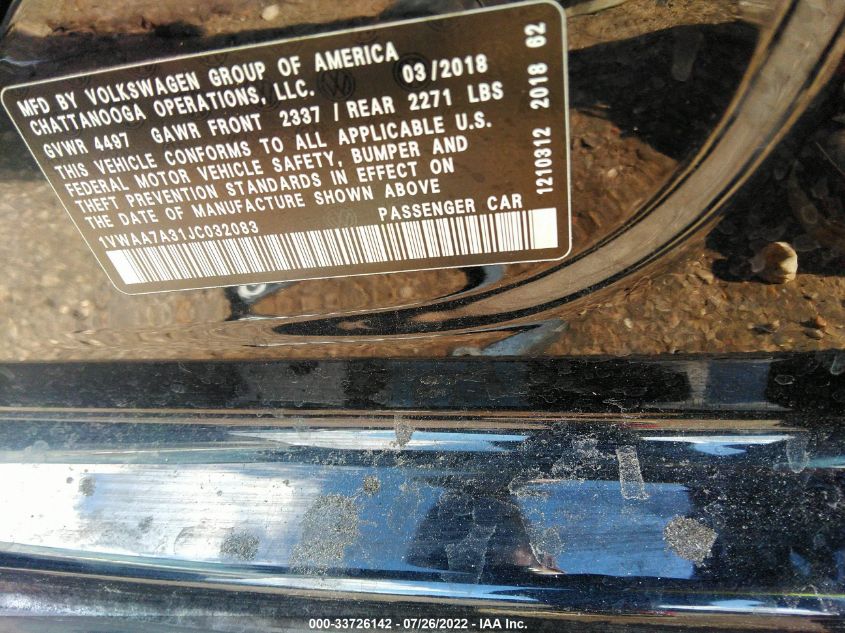 MFD BY VOLKSWAGEN GROUP OF AMERICA
CHATTANOOGA OPERATIONS, LLC. 03/2018
GVWR 4497 GAWR FRONT 2337 / REAR 2271 LBS
THIS VEHICLE CONFORMS TO ALL APPLICABLE U.S.
FEDERAL MOTOR VEHICLE SAFETY, BUMPER AND
THEFT PREVENTION STANDARDS IN EFFECT ON
THE DATE OF MANUFACTURE SHOWN ABOVE
1VWAA7A31JC032083 PASSENGER CAR
1210312 2018 62
000-33726142 - 07/26/2022 - IAA Inc.